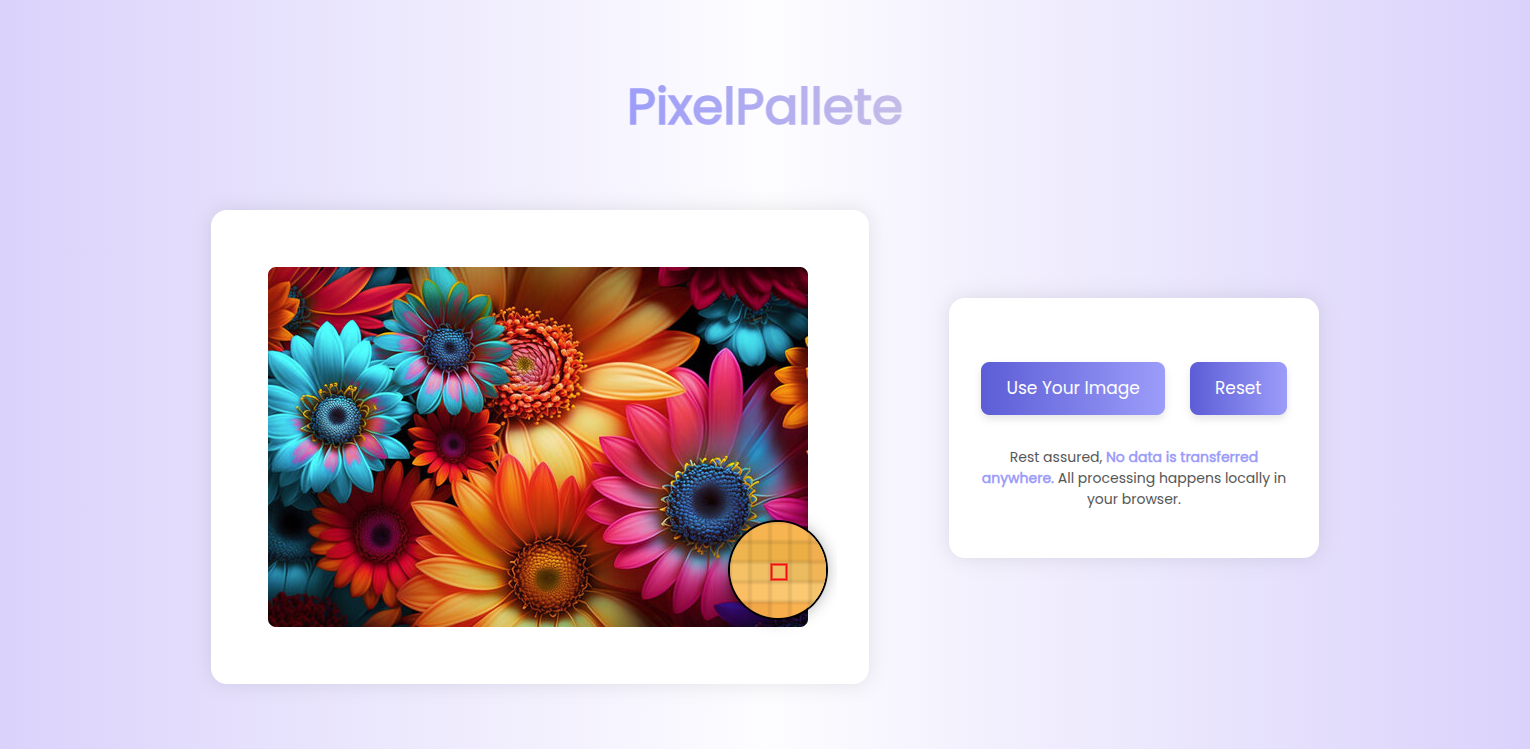 PixelPallete
Use Your Image
Reset
Rest assured, No data is transferred
anywhere. All processing happens locally in
your browser.